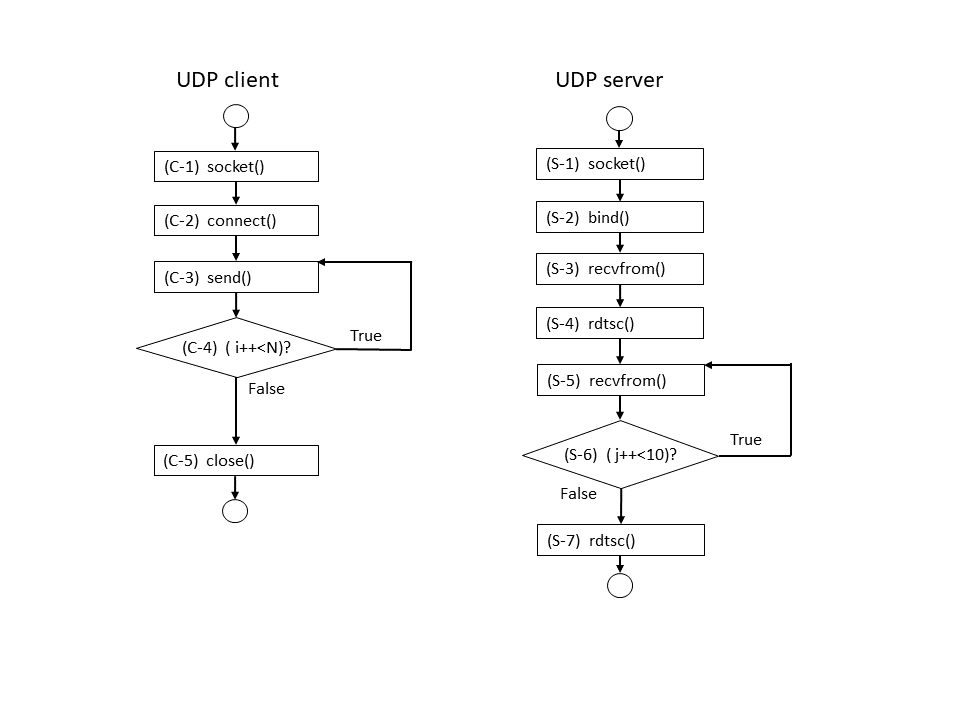 UDP client
(C-1) socket()
(C-2) connect()
(C-3) send()
(C-4) ( i++<N)?
True
False
(C-5) close()
UDP server
(S-1) socket()
(S-2) bind()
(S-3) recvfrom()
(S-4) rdtsc()
(S-5) recvfrom()
(S-6) ( j++<10)?
True
False
(S-7) rdtsc()